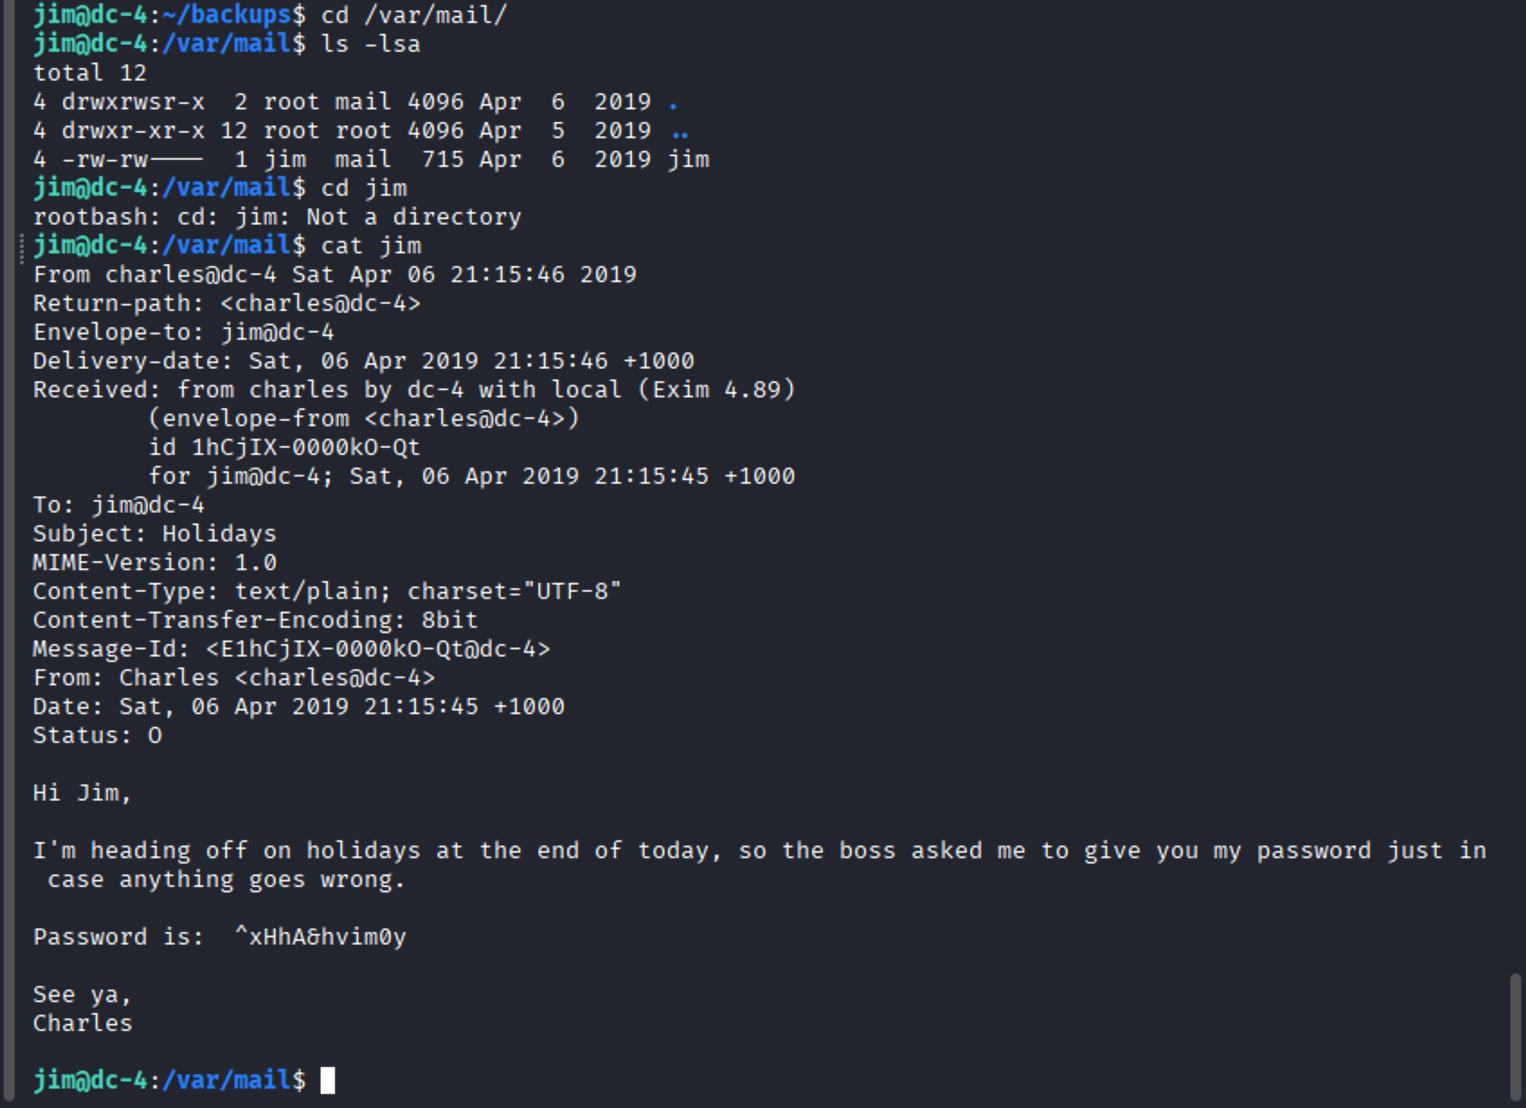 jim@dc-4:~/backups$ cd /var/mail/
jim@dc-4:/var/mail$ ls -lsa
total 12
4 drwxrwsr-x  2 root mail 4096 Apr  6  2019 .
4 drwxr-xr-x 12 root root 4096 Apr  5  2019 ..
4 -rw-rw----  1 jim  mail  715 Apr  6  2019 jim
jim@dc-4:/var/mail$ cd jim
rootbash: cd: jim: Not a directory
jim@dc-4:/var/mail$ cat jim
From charles@dc-4 Sat Apr 06 21:15:46 2019
Return-path: <charles@dc-4>
Envelope-to: jim@dc-4
Delivery-date: Sat, 06 Apr 2019 21:15:46 +1000
Received: from charles by dc-4 with local (Exim 4.89)
        (envelope-from <charles@dc-4>)
        id 1hCjIX-0000kO-Qt
        for jim@dc-4; Sat, 06 Apr 2019 21:15:45 +1000
To: jim@dc-4
Subject: Holidays
MIME-Version: 1.0
Content-Type: text/plain; charset="UTF-8"
Content-Transfer-Encoding: 8bit
Message-Id: <E1hCjIX-0000kO-Qt@dc-4>
From: Charles <charles@dc-4>
Date: Sat, 06 Apr 2019 21:15:45 +1000
Status: O

Hi Jim,

I'm heading off on holidays at the end of today, so the boss asked me to give you my password just in
 case anything goes wrong.

Password is:  ^xHhA&hvim0y

See ya,
Charles

jim@dc-4:/var/mail$